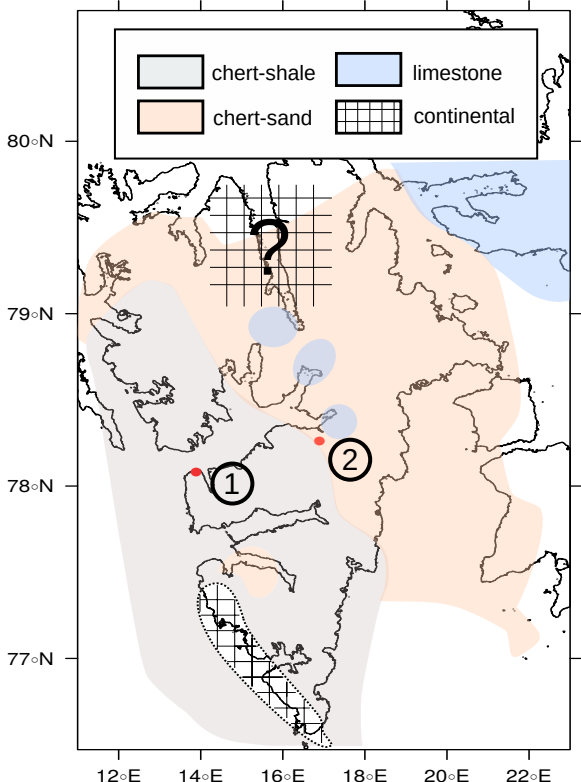 chert-shale
limestone
chert-sand
continental
80◦N
?
79◦N
2
1
78◦N
77◦N
12◦E 14◦E 16◦E 18◦E 20◦E 22◦E